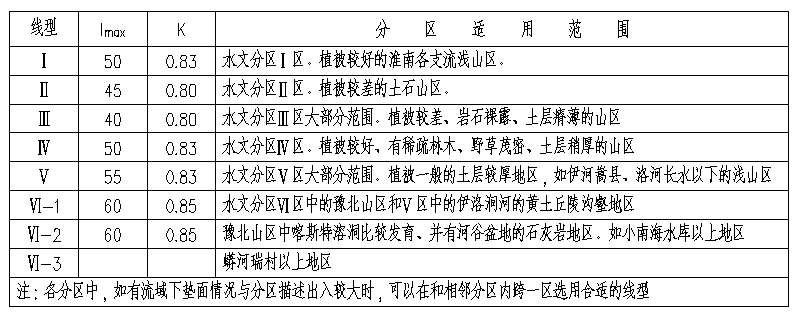 线型 Imax K 分区适用范围
Ⅰ 50 0.83 水文分区Ⅰ区。植被较好的淮南各支流浅山区。
Ⅱ 45 0.80 水文分区Ⅱ区。植被较差的土石山区。
Ⅲ 40 0.80 水文分区Ⅲ区大部分范围。植被较差、岩石裸露、土层瘠薄的山区
Ⅳ 50 0.83 水文分区Ⅳ区。植被较好、有稀疏林木、野草茂密、土层稍厚的山区
Ⅴ 55 0.83 水文分区Ⅴ区大部分范围。植被一般的土层较厚地区，如伊河嵩县、洛河长水以下的浅山区
Ⅵ-1 60 0.85 水文分区Ⅵ区中的豫北山区和Ⅴ区中的伊洛涧河的黄土丘陵沟壑地区
Ⅵ-2 60 0.85 豫北山区中喀斯特溶洞比较发育、并有河谷盆地的石灰岩地区。如小南海水库以上地区
Ⅵ-3 蟒河瑞村以上地区
注：各分区中，如有流域下垫面情况与分区描述出入较大时，可以在和相邻分区内跨一区选用合适的线型